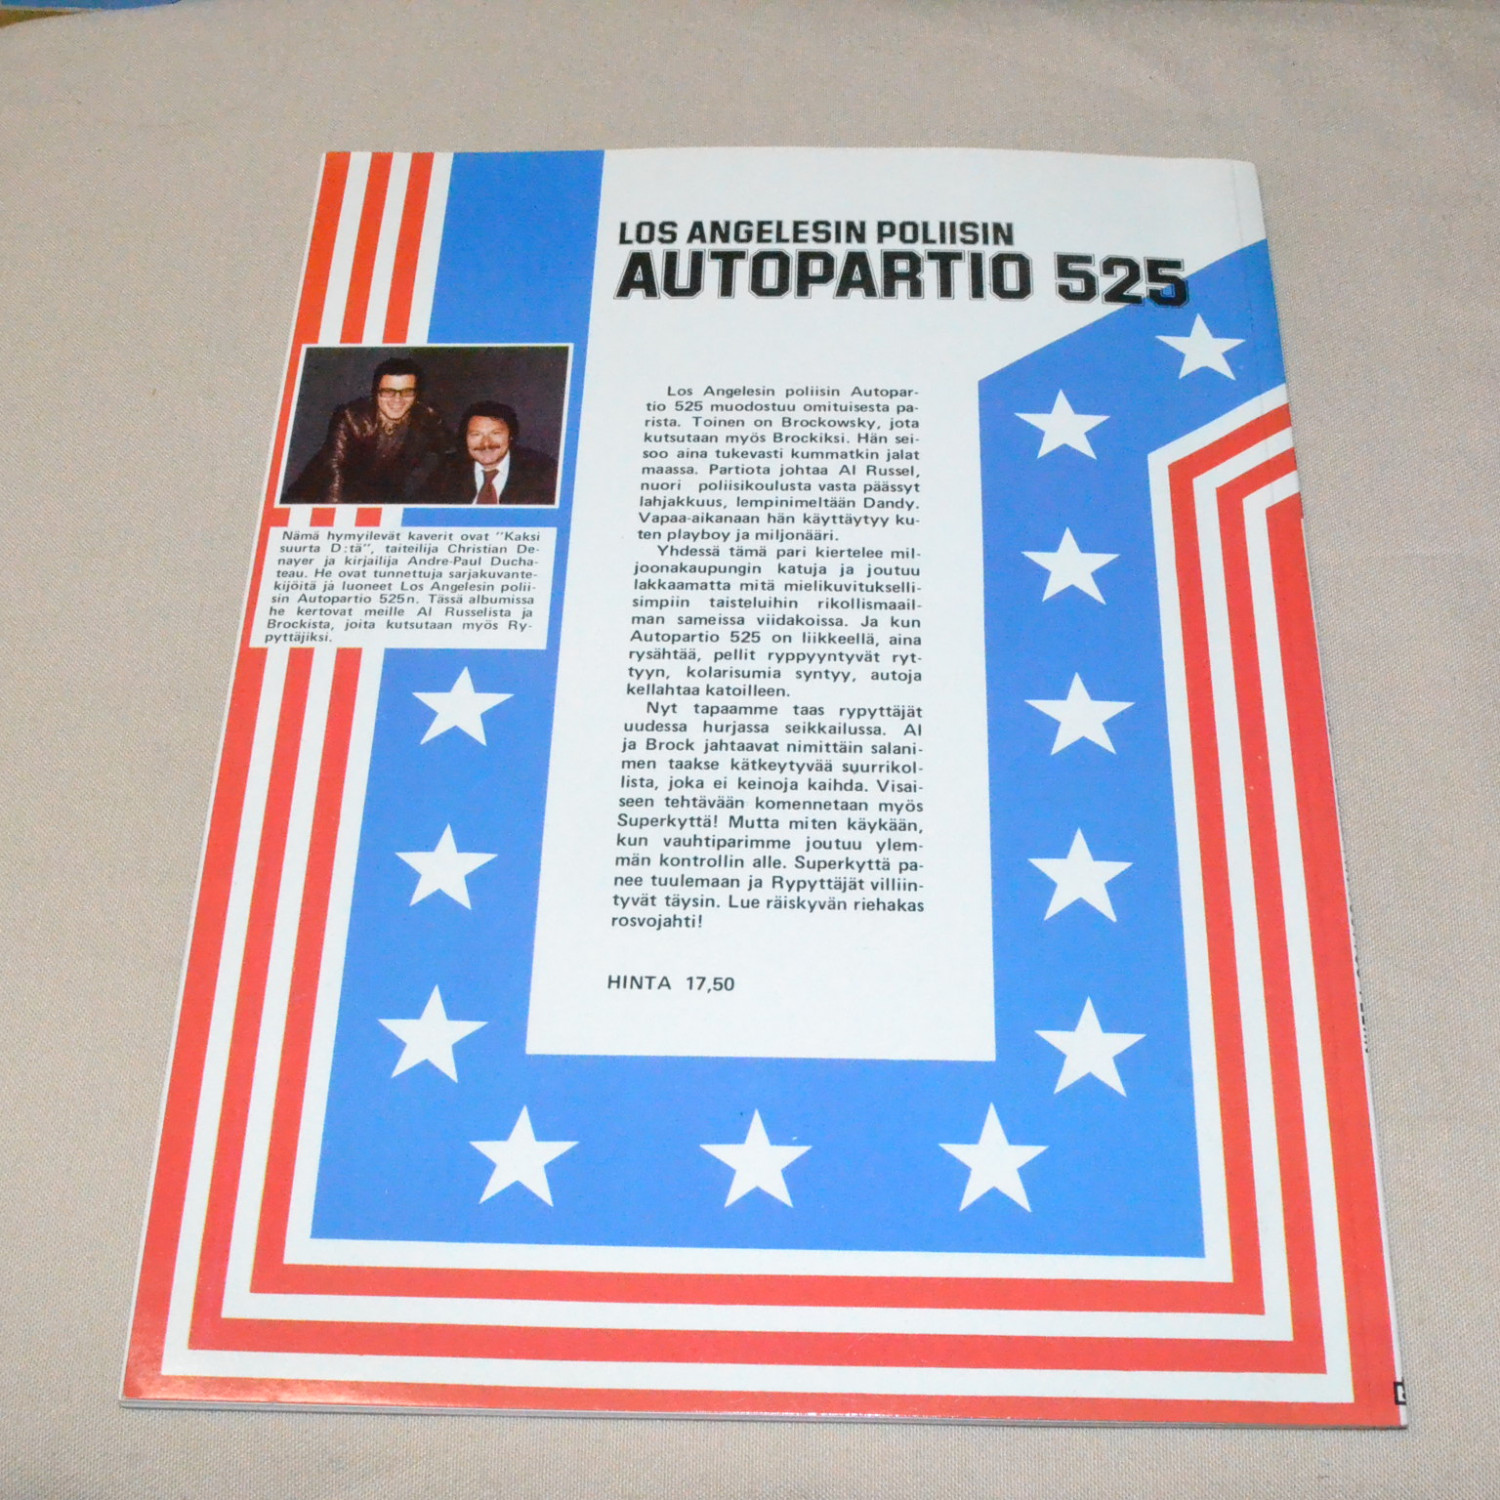 LOS ANGELESIN POLIISIN
AUTOPARTIO 525
Los Angelesin poliisin Autopar-
tio 525 muodostuu omituisesta pa-
rista. Toinen on Brockowsky, jota
kutsutaan myös Brockiksi. Hän sei-
soo aina tukevasti kummatkin jalat
maassa. Partiota johtaa Al Russel,
nuori poliisikoulusta vasta päässyt
lahjakkuus, lempinimeltään Dandy.
Vapaa-aikanaan hän käyttäytyy ku-
ten playboy ja miljonääri.
Yhdessä tämä pari kiertelee mil-
joonakaupungin katuja ja joutuu
lakkaamatta mitä mielikuvitukselli-
simpiin taisteluihin rikollismaail-
man sameissa viidakoissa. Ja kun
Autopartio 525 on liikkeellä, aina
rysähtää, pellit ryppyyntyvät ryt-
tyyn, kolarisumia syntyy, autoja
kellahtaa katoilleen.
Nyt tapaamme taas rypyttäjät
uudessa hurjassa seikkailussa. Al
ja Brock jahtaavat nimittäin salani-
men taakse kätkeytyvää suurrikol-
lista, joka ei keinoja kaihda. Visai-
seen tehtävään komennetaan myös
Superkyttä! Mutta miten käykään,
kun vauhtiparimme joutuu ylem-
män kontrollin alle. Superkyttä pa-
nee tuulemaan ja Rypyttäjät villiin-
tyvät täysin. Lue räiskyvän riehakas
rosvojahti!
HINTA 17,50
Nämä hymyilevät kaverit ovat "Kaksi
suurta D:tä", taiteilija Christian De-
nayer ja kirjailija Andre-Paul Ducha-
teau. He ovat tunnettuja sarjakuvante-
kijöitä ja luoneet Los Angelesin polii-
sin Autopartio 525n. Tässä albumissa
he kertovat meille Al Russelista ja
Brockista, joita kutsutaan myös Ry-
pyttäjiksi.